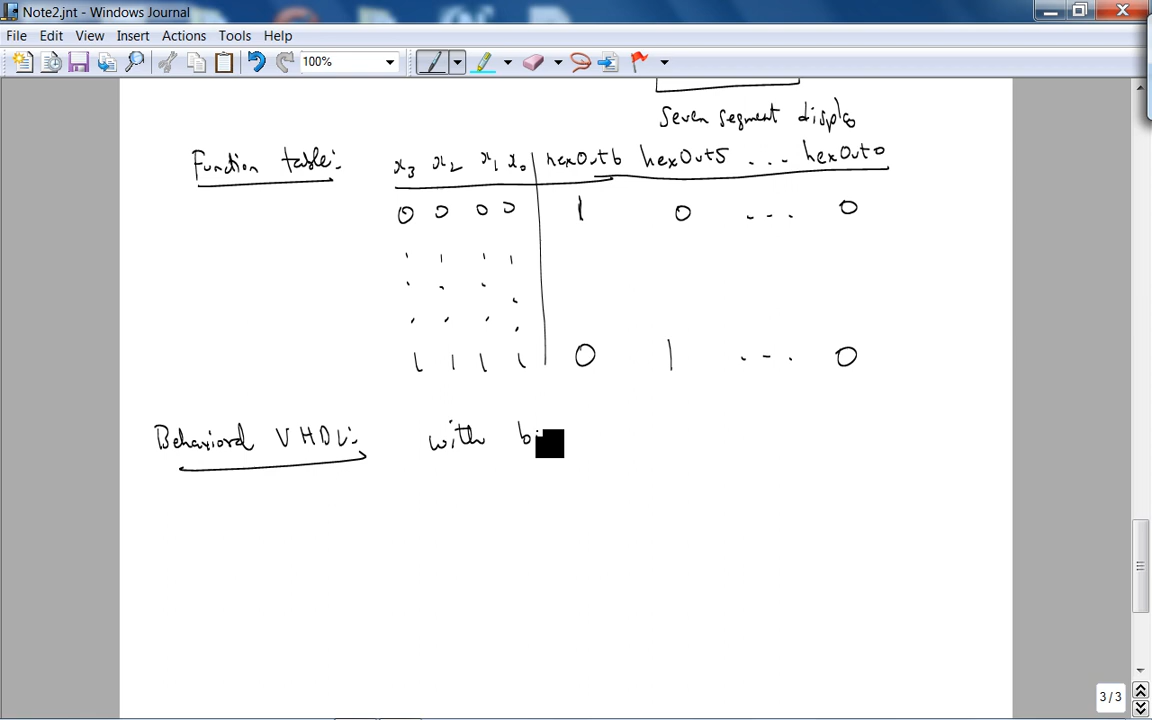 Note2.jnt - Windows Journal
File Edit View Insert Actions Tools Help
100%
Seven segment display
Function table:
x3 x2 x1 x0 hexOut6 hexOut5 ... hexOut0
0 0 0 0 1 0 ... 0
1 1 1 1 0 1 ... 0
Behavioral VHDL: with bi
3/3